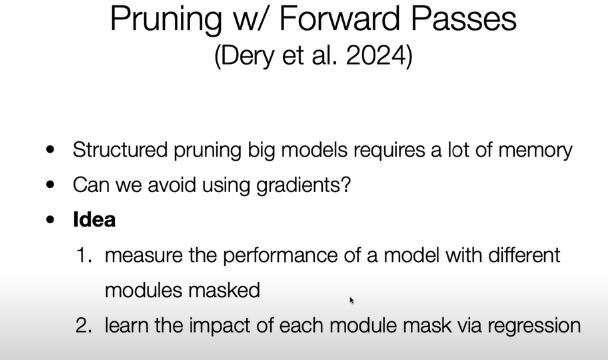 Pruning w/ Forward Passes
(Dery et al. 2024)
• Structured pruning big models requires a lot of memory
• Can we avoid using gradients?
• Idea
1. measure the performance of a model with different
modules masked
2. learn the impact of each module mask via regression